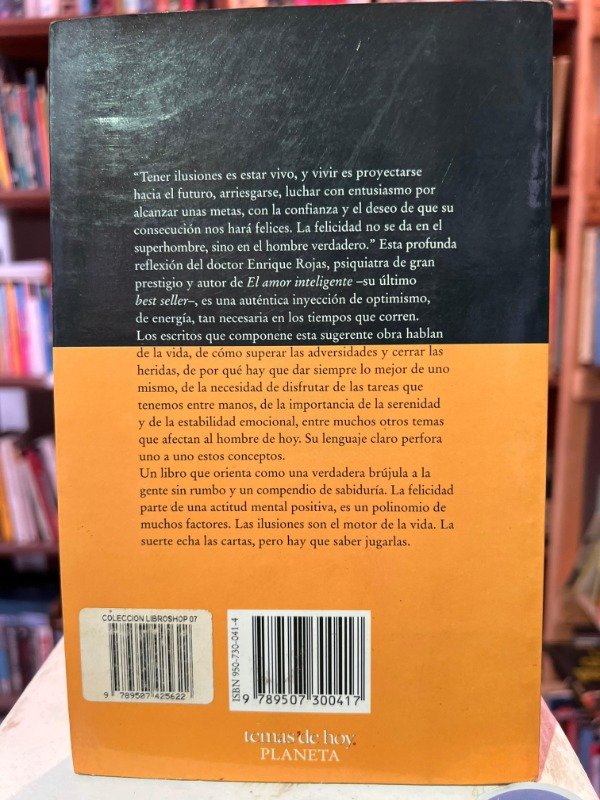 “Tener ilusiones es estar vivo, y vivir es proyectarse
hacia el futuro, arriesgarse, luchar con entusiasmo por
alcanzar unas metas, con la confianza y el deseo de que su
consecución nos hará felices. La felicidad no se da en el
superhombre, sino en el hombre verdadero.” Esta profunda
reflexión del doctor Enrique Rojas, psiquiatra de gran
prestigio y autor de El amor inteligente –su último
best seller–, es una auténtica inyección de optimismo,
de energía, tan necesaria en los tiempos que corren.
Los escritos que componene esta sugerente obra hablan
de la vida, de cómo superar las adversidades y cerrar las
heridas, de por qué hay que dar siempre lo mejor de uno
mismo, de la necesidad de disfrutar de las tareas que
tenemos entre manos, de la importancia de la serenidad
y de la estabilidad emocional, entre muchos otros temas
que afectan al hombre de hoy. Su lenguaje claro perfora
uno a uno estos conceptos.
Un libro que orienta como una verdadera brújula a la
gente sin rumbo y un compendio de sabiduría. La felicidad
parte de una actitud mental positiva, es un polinomio de
muchos factores. Las ilusiones son el motor de la vida. La
suerte echa las cartas, pero hay que saber jugarlas.
COLECCION LIBROSHOP 07
9 789507 425622
ISBN 950-730-041-4
9 789507 300417
temas de hoy.
PLANETA